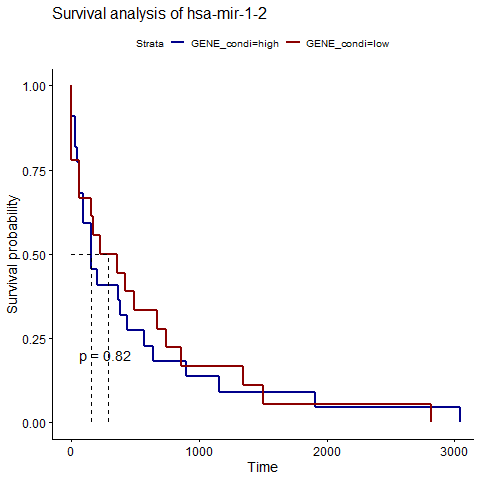 Survival analysis of hsa-mir-1-2
Strata GENE_condi=high GENE_condi=low
Survival probability
1.00
0.75
0.50
0.25
0.00
p = 0.82
0 1000 2000 3000
Time